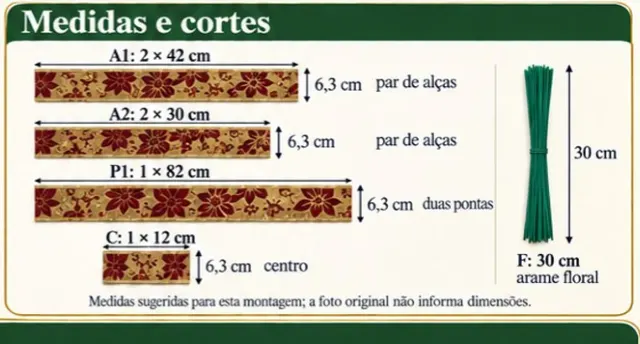 Medidas e cortes
A1: 2 × 42 cm
6,3 cm par de alças
A2: 2 × 30 cm
6,3 cm par de alças
P1: 1 × 82 cm
6,3 cm duas pontas
C: 1 × 12 cm
6,3 cm centro
30 cm
F: 30 cm
arame floral
Medidas sugeridas para esta montagem; a foto original não informa dimensões.